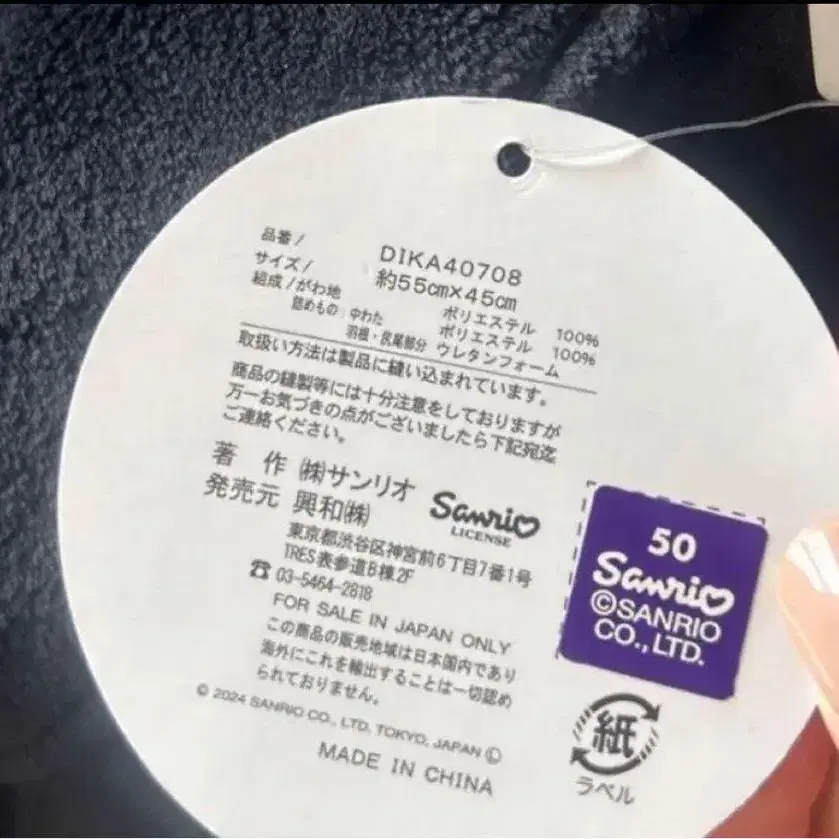 品番/ DIKA40708
サイズ/ 約55cm×45cm
組成/がわ地 ポリエステル 100%
詰めもの 中わた ポリエステル 100%
羽根・尻尾部分 ウレタンフォーム
取扱い方法は製品に縫い込まれています。
商品の縫製等には十分注意をしておりますが
万一お気づきの点がございましたら下記宛迄
ご連絡ください。
著 作 ㈱サンリオ
発売元 興和㈱
Sanrio
LICENSE
東京都渋谷区神宮前6丁目7番1号
TRES表参道B棟2F
☎ 03-5464-2818
FOR SALE IN JAPAN ONLY
この商品の販売地域は日本国内であり
海外にこれを輸出することは一切認め
られておりません。
© 2024 SANRIO CO., LTD. TOKYO, JAPAN Ⓛ
MADE IN CHINA
50
Sanrio
©SANRIO
CO., LTD.
紙
ラベル